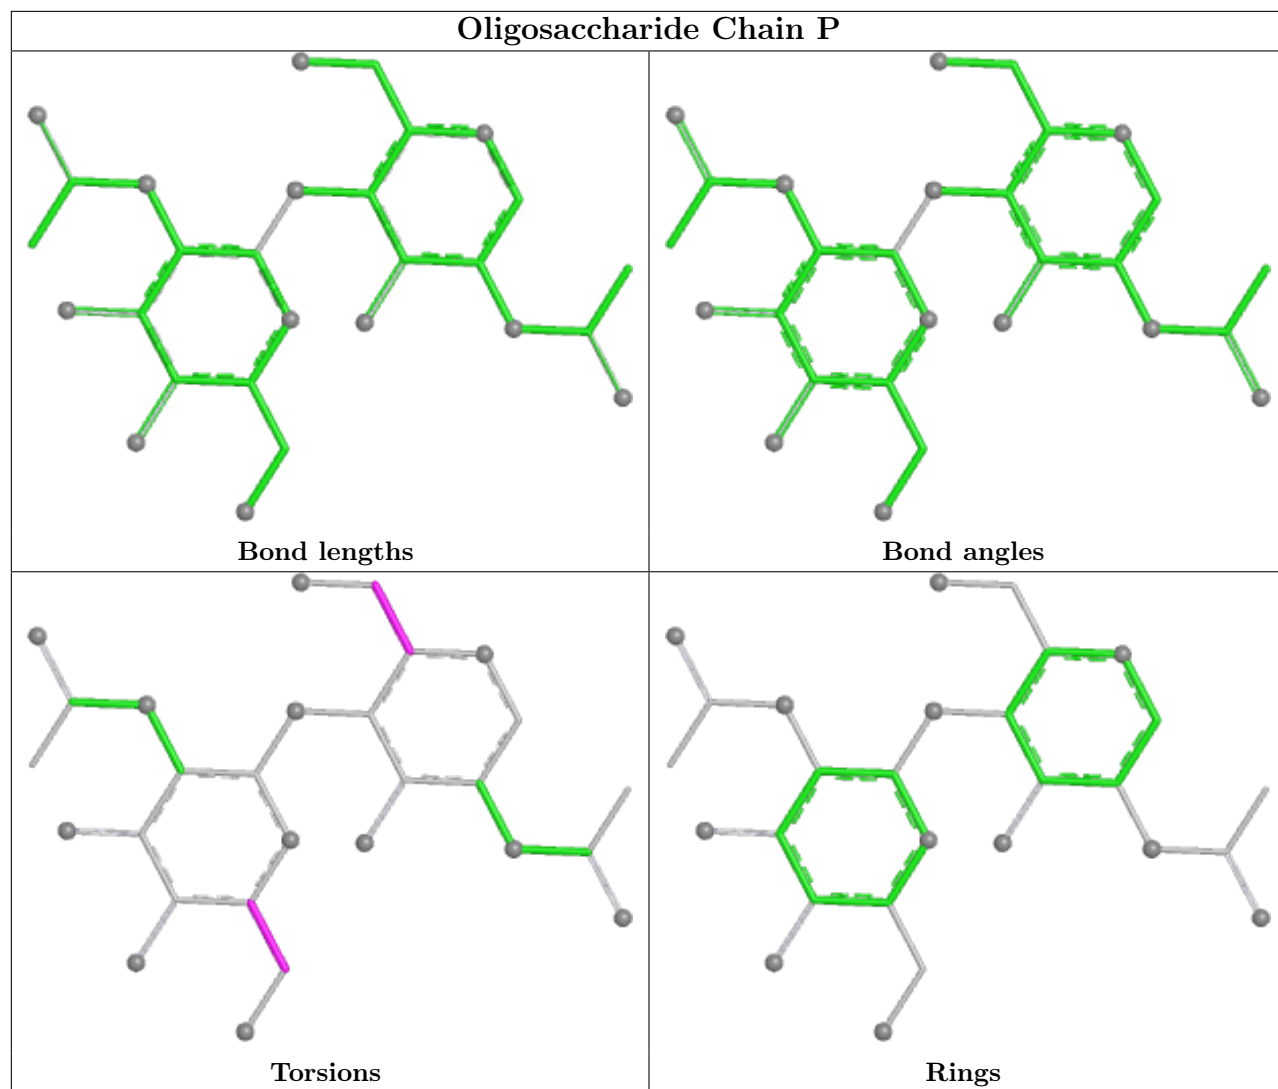 Oligosaccharide Chain P
Bond lengths
Bond angles
Torsions
Rings